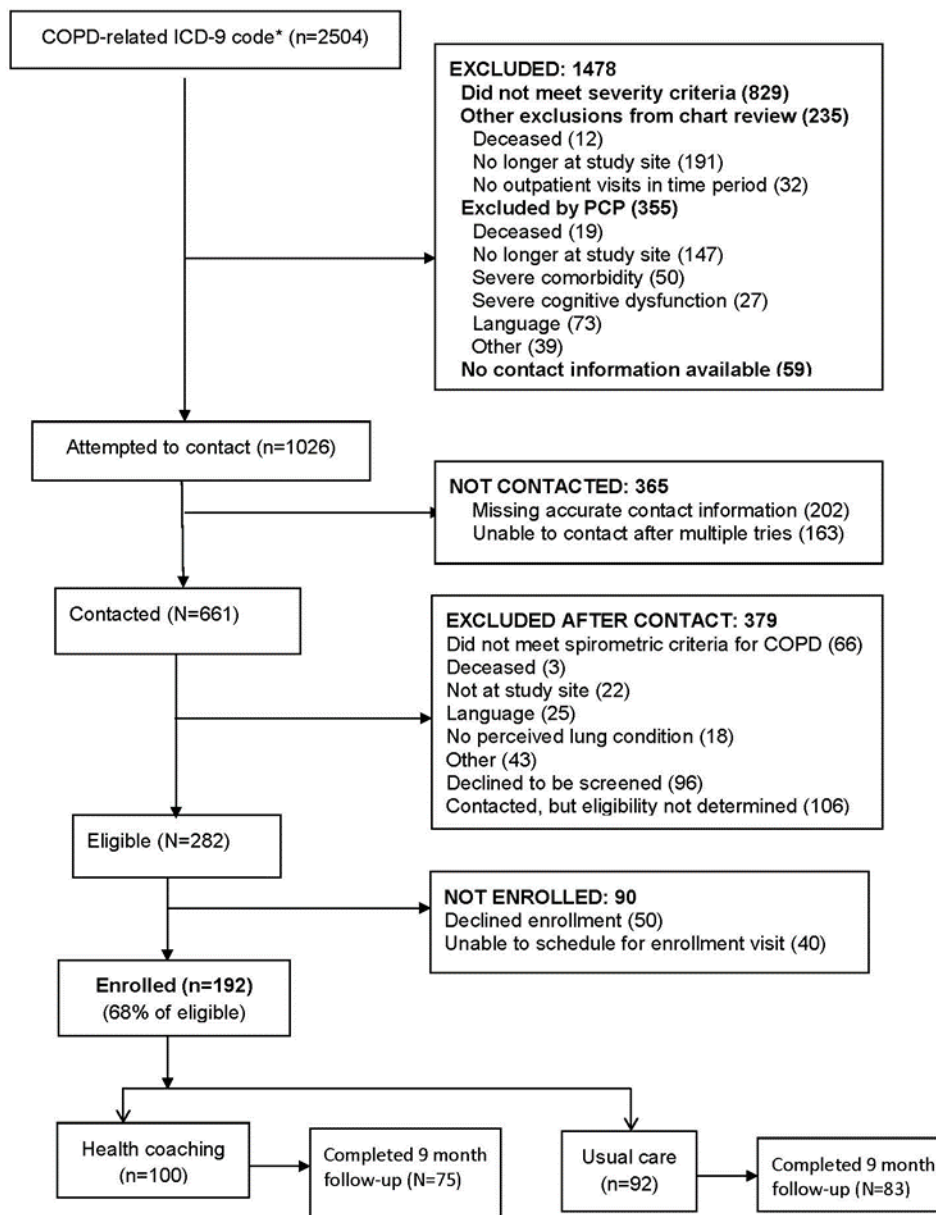 COPD-related ICD-9 code* (n=2504)
EXCLUDED: 1478
Did not meet severity criteria (829)
Other exclusions from chart review (235)
Deceased (12)
No longer at study site (191)
No outpatient visits in time period (32)
Excluded by PCP (355)
Deceased (19)
No longer at study site (147)
Severe comorbidity (50)
Severe cognitive dysfunction (27)
Language (73)
Other (39)
No contact information available (59)
Attempted to contact (n=1026)
NOT CONTACTED: 365
Missing accurate contact information (202)
Unable to contact after multiple tries (163)
Contacted (N=661)
EXCLUDED AFTER CONTACT: 379
Did not meet spirometric criteria for COPD (66)
Deceased (3)
Not at study site (22)
Language (25)
No perceived lung condition (18)
Other (43)
Declined to be screened (96)
Contacted, but eligibility not determined (106)
Eligible (N=282)
NOT ENROLLED: 90
Declined enrollment (50)
Unable to schedule for enrollment visit (40)
Enrolled (n=192)
(68% of eligible)
Health coaching
(n=100)
Completed 9 month
follow-up (N=75)
Usual care
(n=92)
Completed 9 month
follow-up (N=83)